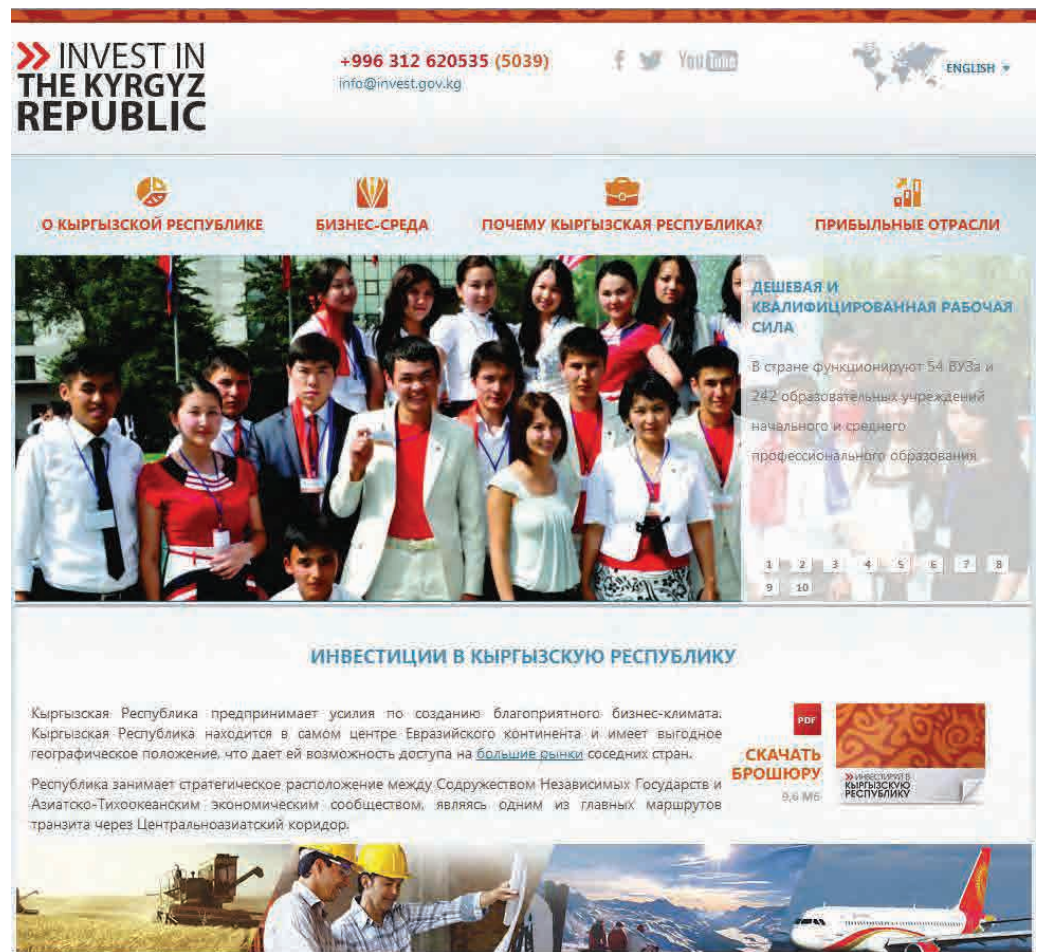 INVEST IN
THE KYRGYZ
REPUBLIC
+996 312 620535 (5039)
info@invest.gov.kg
f You Tube
ENGLISH
О КЫРГЫЗСКОЙ РЕСПУБЛИКЕ
БИЗНЕС-СРЕДА
ПОЧЕМУ КЫРГЫЗСКАЯ РЕСПУБЛИКА?
ПРИБЫЛЬНЫЕ ОТРАСЛИ
ДЕШЕВАЯ И
КВАЛИФИЦИРОВАННАЯ РАБОЧАЯ
СИЛА
В стране функционируют 54 ВУЗа и
242 образовательных учреждений
начального и среднего
профессионального образования
1 2 3 4 5 6 7 8
9 10
ИНВЕСТИЦИИ В КЫРГЫЗСКУЮ РЕСПУБЛИКУ
Кыргызская Республика предпринимает усилия по созданию благоприятного бизнес-климата.
Кыргызская Республика находится в самом центре Евразийского континента и имеет выгодное
географическое положение, что дает ей возможность доступа на большие рынки соседних стран.
Республика занимает стратегическое расположение между Содружеством Независимых Государств и
Азиатско-Тихоокеанским экономическим сообществом, являясь одним из главных маршрутов
транзита через Центральноазиатский коридор.
PDF
СКАЧАТЬ
БРОШЮРУ
9,6 Мб
ИНВЕСТИРУЙ В
КЫРГЫЗСКУЮ
РЕСПУБЛИКУ